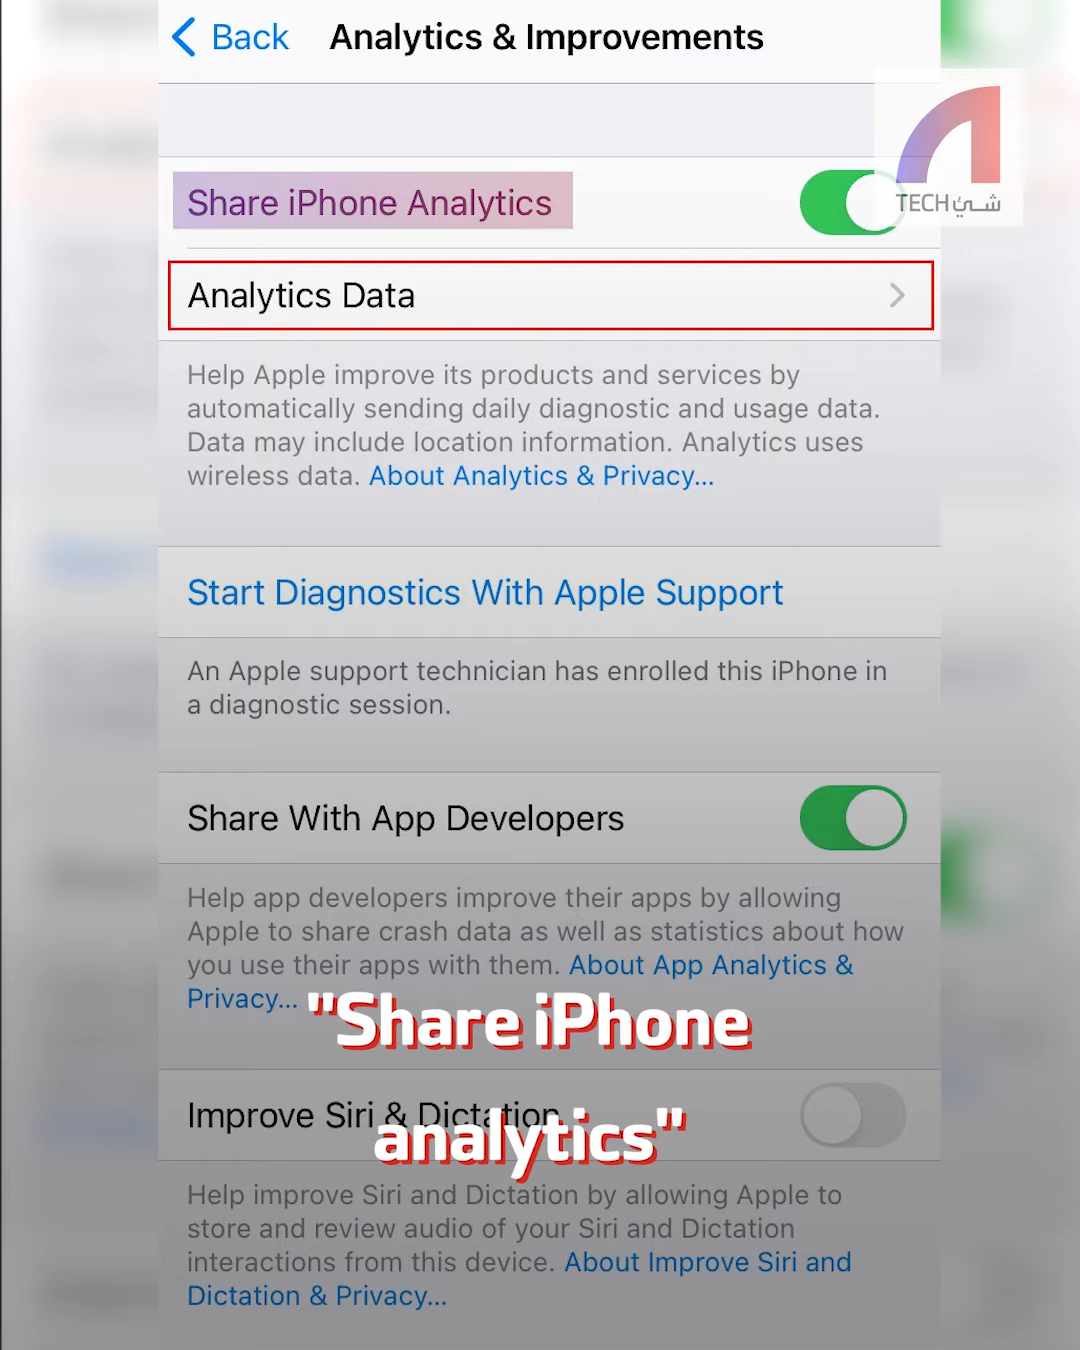 Back
Analytics & Improvements
Share iPhone Analytics
TECH شيئ
Analytics Data
Help Apple improve its products and services by
automatically sending daily diagnostic and usage data.
Data may include location information. Analytics uses
wireless data. About Analytics & Privacy...
Start Diagnostics With Apple Support
An Apple support technician has enrolled this iPhone in
a diagnostic session.
Share With App Developers
Help app developers improve their apps by allowing
Apple to share crash data as well as statistics about how
you use their apps with them. About App Analytics &
Privacy...
"Share iPhone
analytics"
Improve Siri & Dictation
Help improve Siri and Dictation by allowing Apple to
store and review audio of your Siri and Dictation
interactions from this device. About Improve Siri and
Dictation & Privacy...